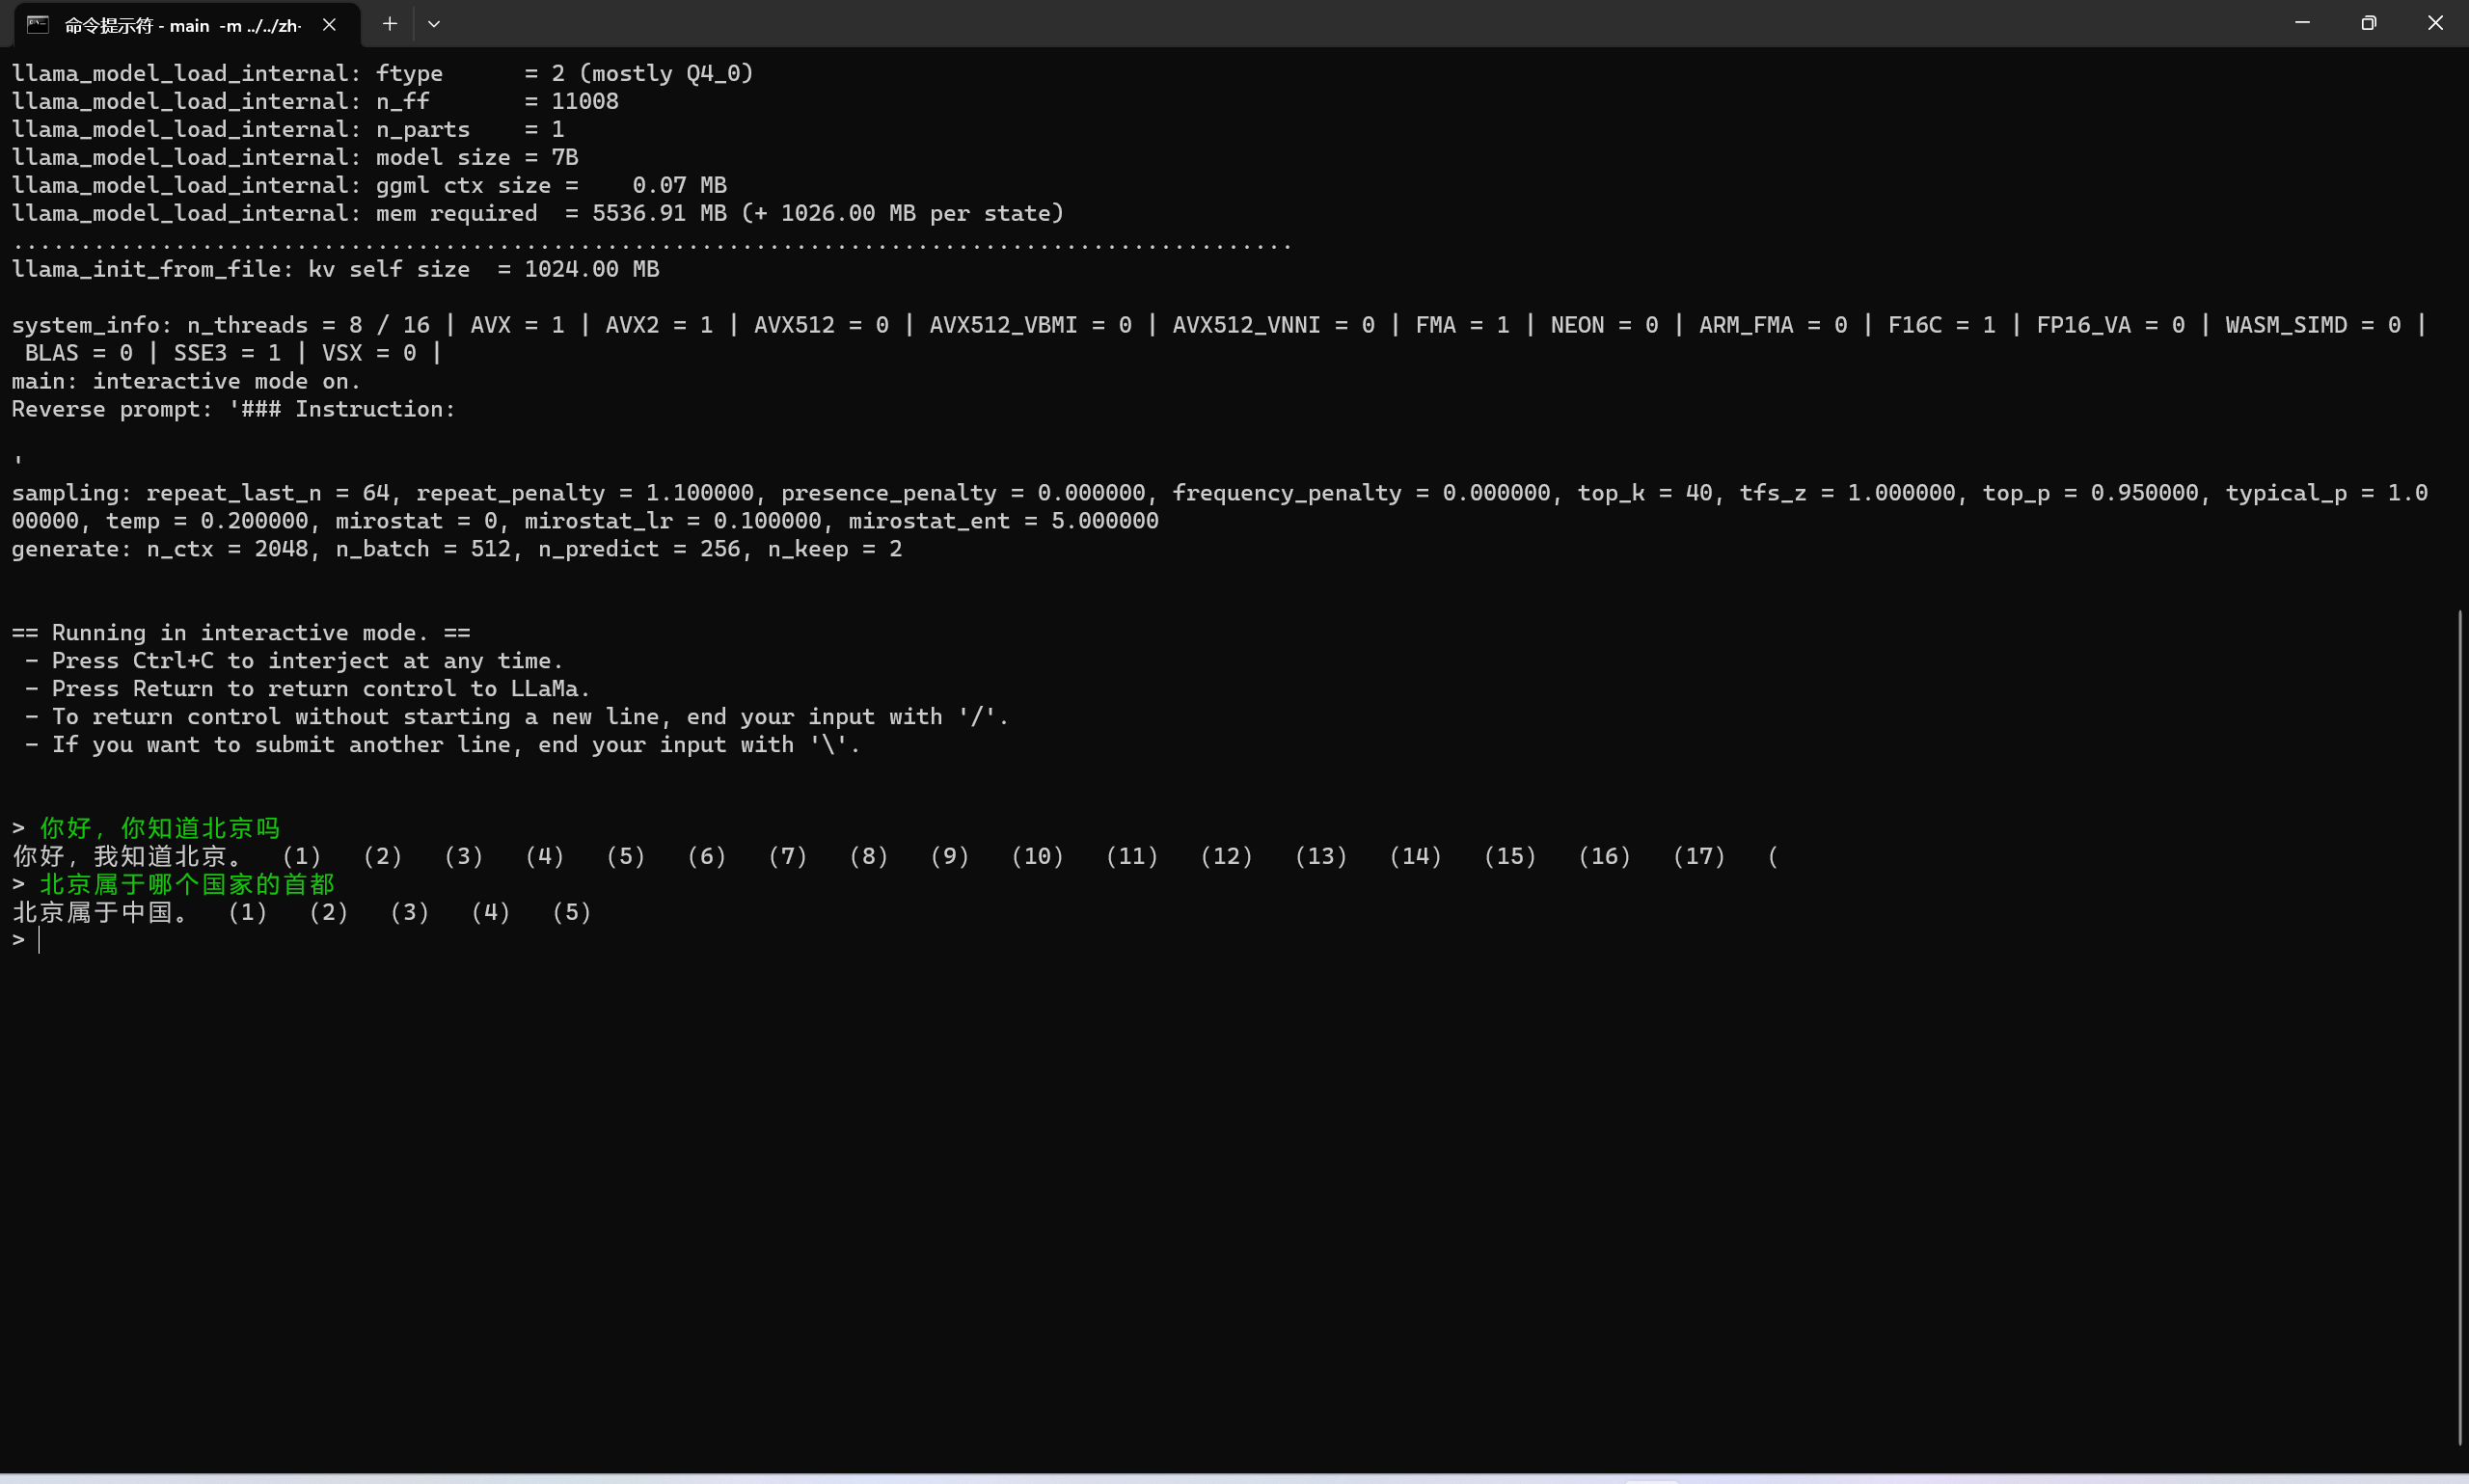 命令提示符 - main  -m ../../zh-
llama_model_load_internal: ftype      = 2 (mostly Q4_0)
llama_model_load_internal: n_ff       = 11008
llama_model_load_internal: n_parts    = 1
llama_model_load_internal: model size = 7B
llama_model_load_internal: ggml ctx size =    0.07 MB
llama_model_load_internal: mem required  = 5536.91 MB (+ 1026.00 MB per state)
...............................................................................................
llama_init_from_file: kv self size  = 1024.00 MB
system_info: n_threads = 8 / 16 | AVX = 1 | AVX2 = 1 | AVX512 = 0 | AVX512_VBMI = 0 | AVX512_VNNI = 0 | FMA = 1 | NEON = 0 | ARM_FMA = 0 | F16C = 1 | FP16_VA = 0 | WASM_SIMD = 0 |
 BLAS = 0 | SSE3 = 1 | VSX = 0 |
main: interactive mode on.
Reverse prompt: '### Instruction:
'
sampling: repeat_last_n = 64, repeat_penalty = 1.100000, presence_penalty = 0.000000, frequency_penalty = 0.000000, top_k = 40, tfs_z = 1.000000, top_p = 0.950000, typical_p = 1.0
00000, temp = 0.200000, mirostat = 0, mirostat_lr = 0.100000, mirostat_ent = 5.000000
generate: n_ctx = 2048, n_batch = 512, n_predict = 256, n_keep = 2
== Running in interactive mode. ==
 - Press Ctrl+C to interject at any time.
 - Press Return to return control to LLaMa.
 - To return control without starting a new line, end your input with '/'.
 - If you want to submit another line, end your input with '\'.
> 你好，你知道北京吗
你好，我知道北京。 （1） （2） （3） （4） （5） （6） （7） （8） （9） （10） （11） （12） （13） （14） （15） （16） （17） （
> 北京属于哪个国家的首都
北京属于中国。 （1） （2） （3） （4） （5）
>